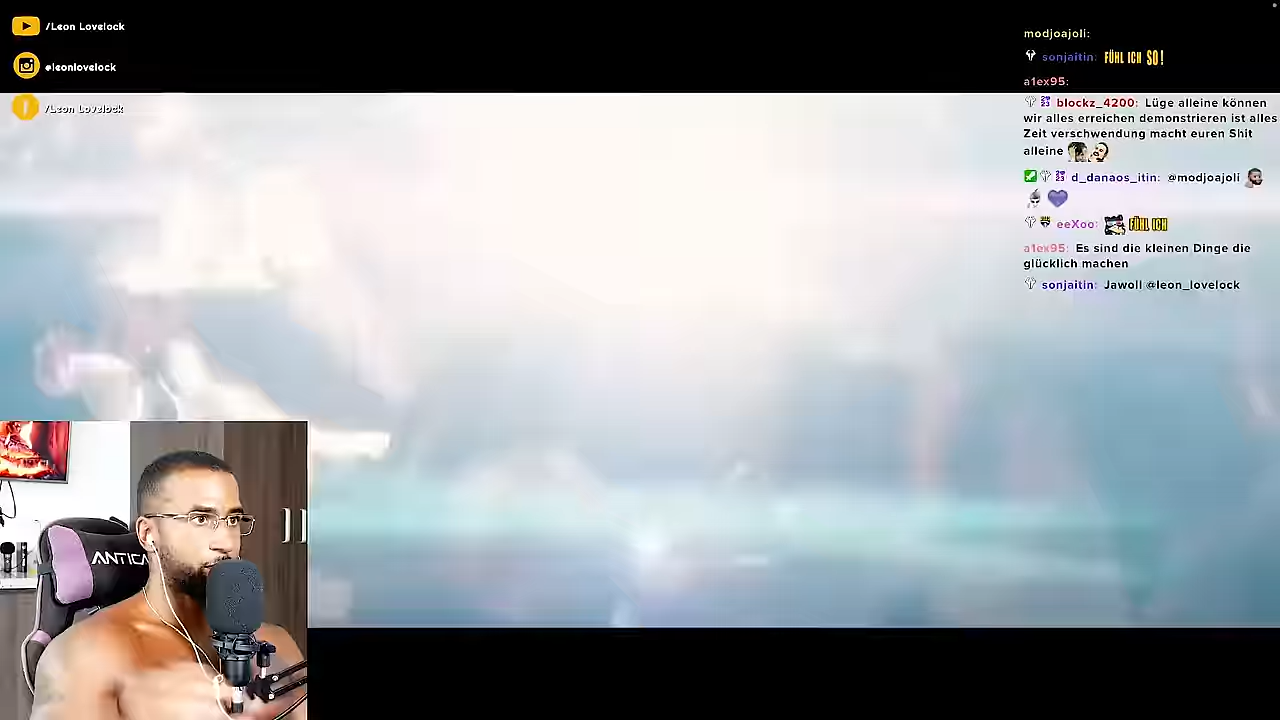 /Leon Lovelock
@leonlovelock
/Leon Lovelock
modjoajoli:
sonjaitin: FÜHL ICH SO!
a1ex95:
blockz_4200: Lüge alleine können
wir alles erreichen demonstrieren ist alles
Zeit verschwendung macht euren Shit
alleine
d_danaos_itin: @modjoajoli
eeXoo: FÜHL ICH
a1ex95: Es sind die kleinen Dinge die
glücklich machen
sonjaitin: Jawoll @leon_lovelock
ANTICA